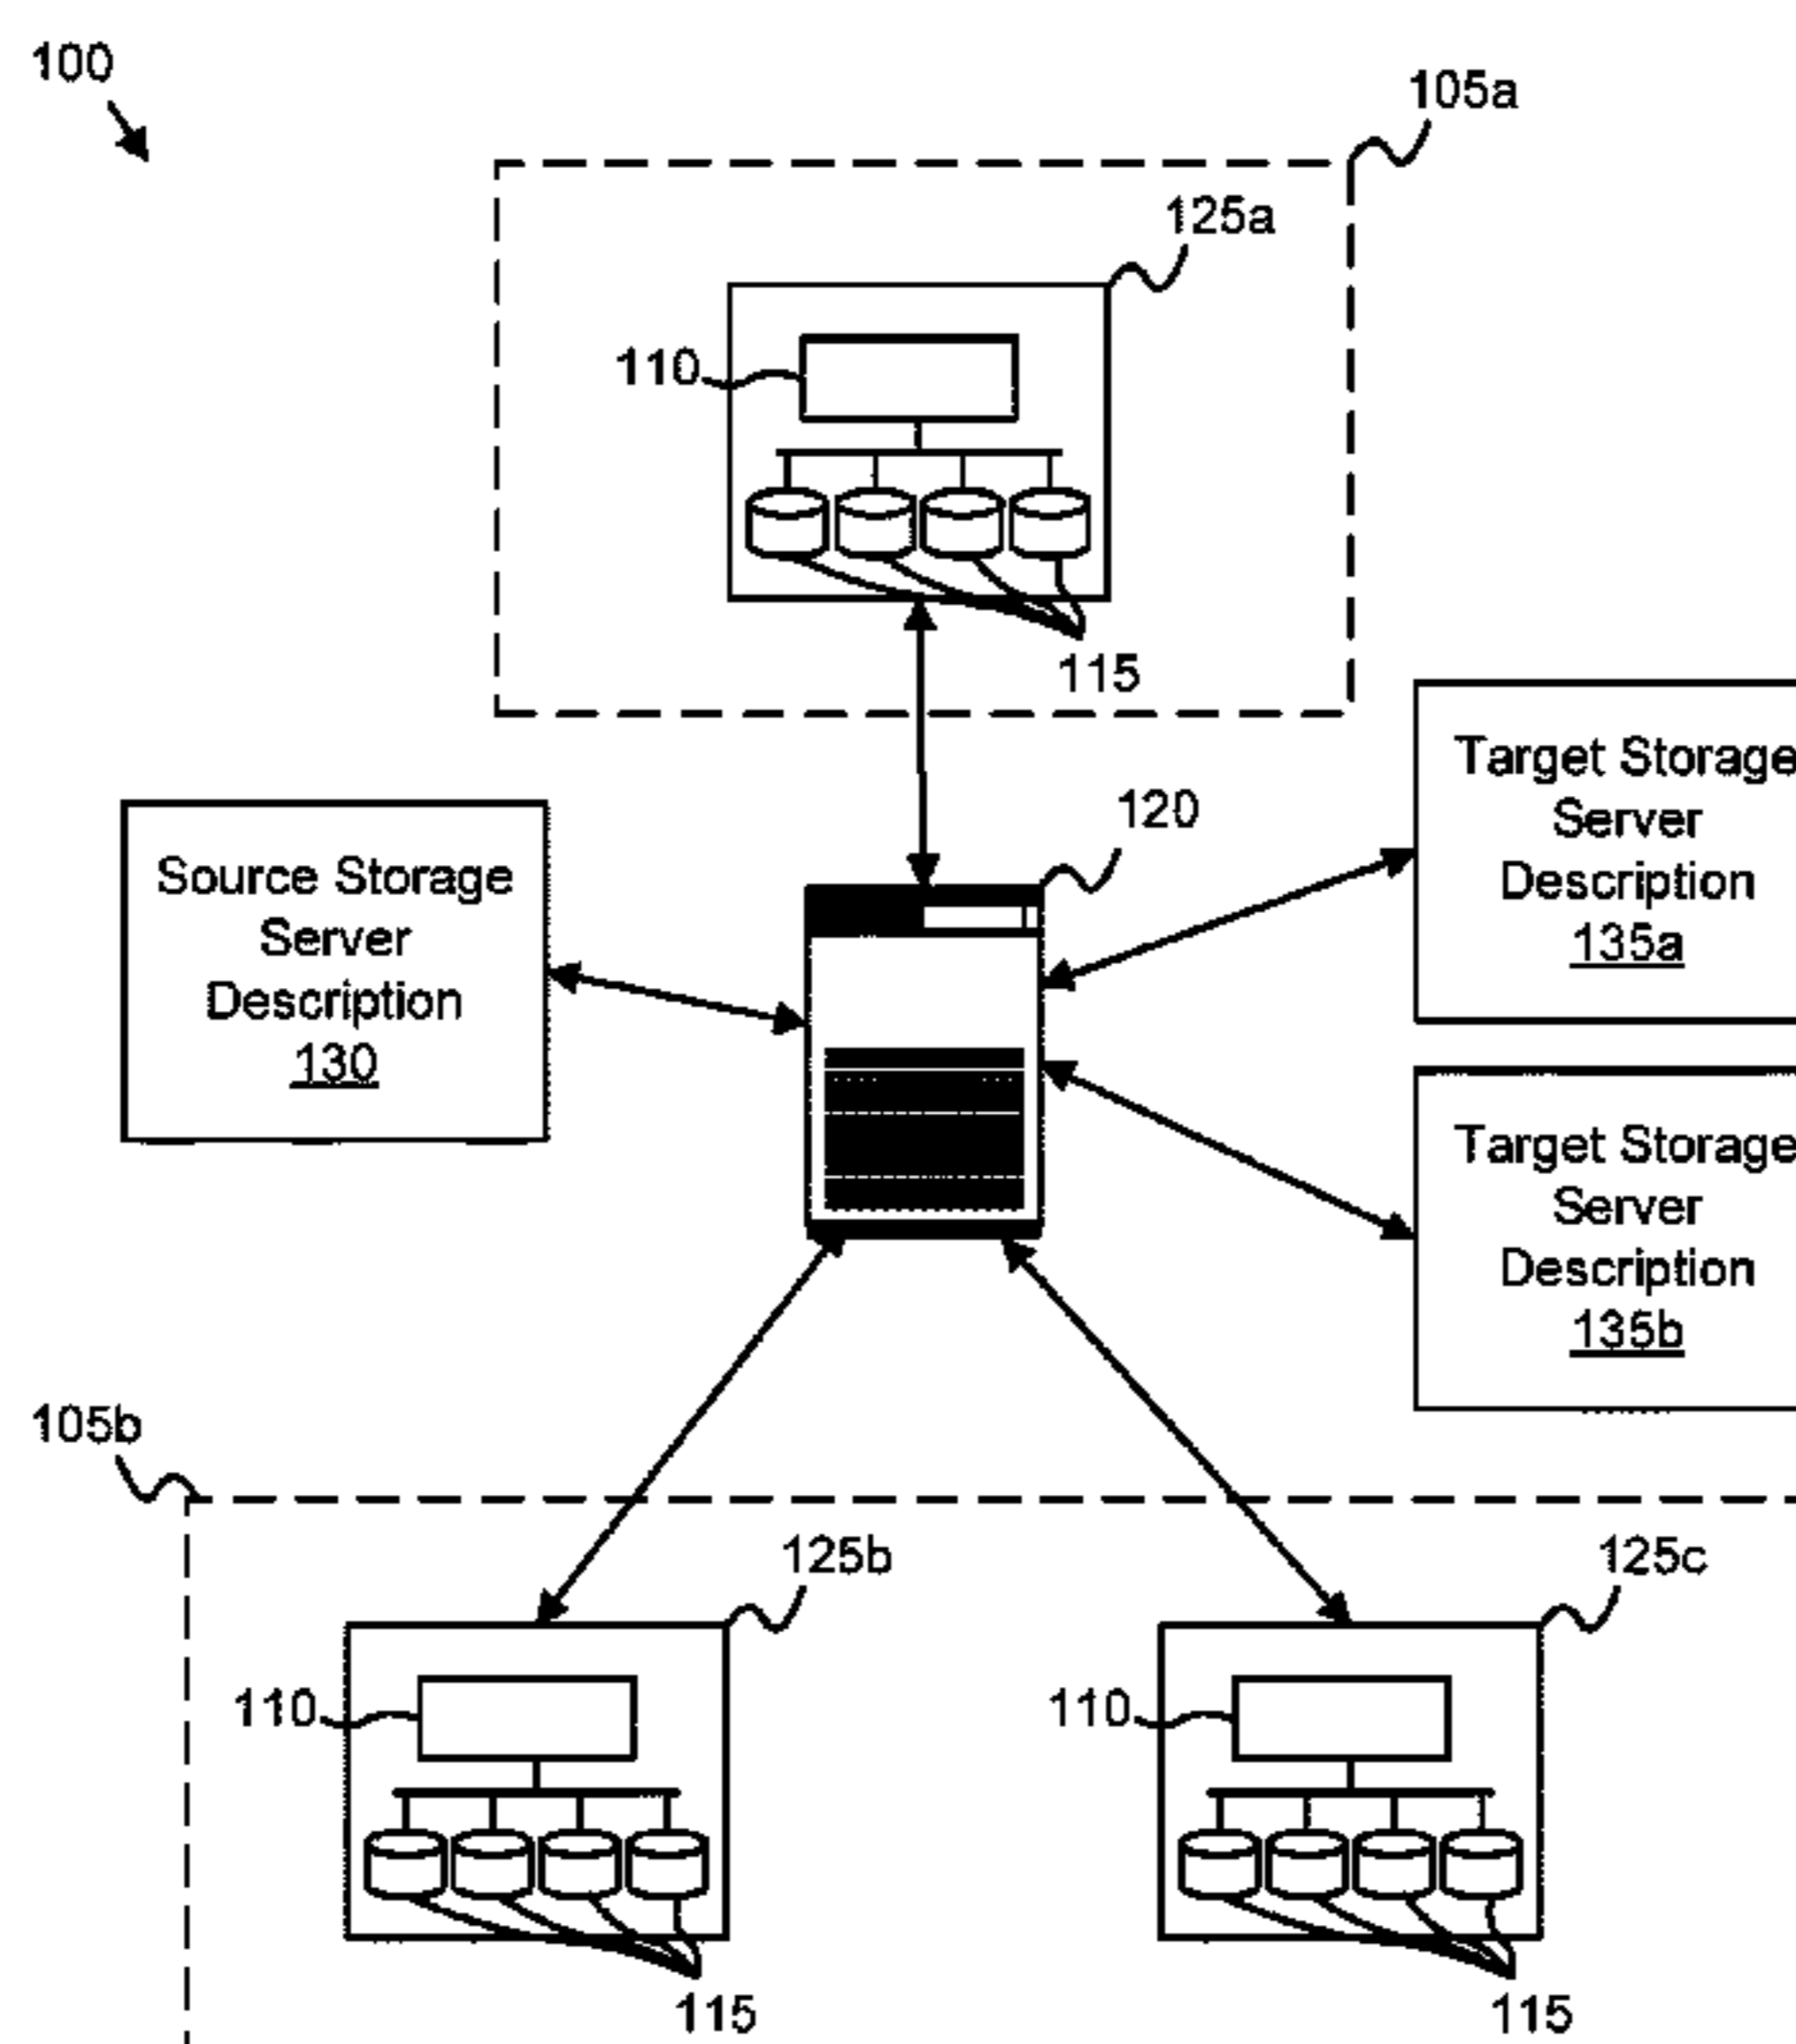 100
105a
125a
110
115
Target Storage
Server
Description
135a
120
Source Storage
Server
Description
130
Target Storage
Server
Description
135b
105b
125b
125c
110
110
115
115